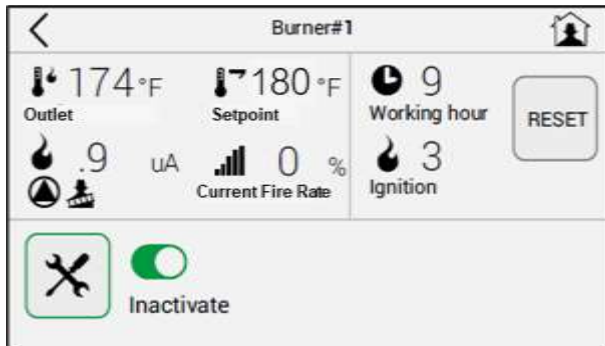 Burner#1
174 °F
Outlet
180 °F
Setpoint
.9 uA
0 %
Current Fire Rate
9
Working hour
3
Ignition
RESET
Inactivate